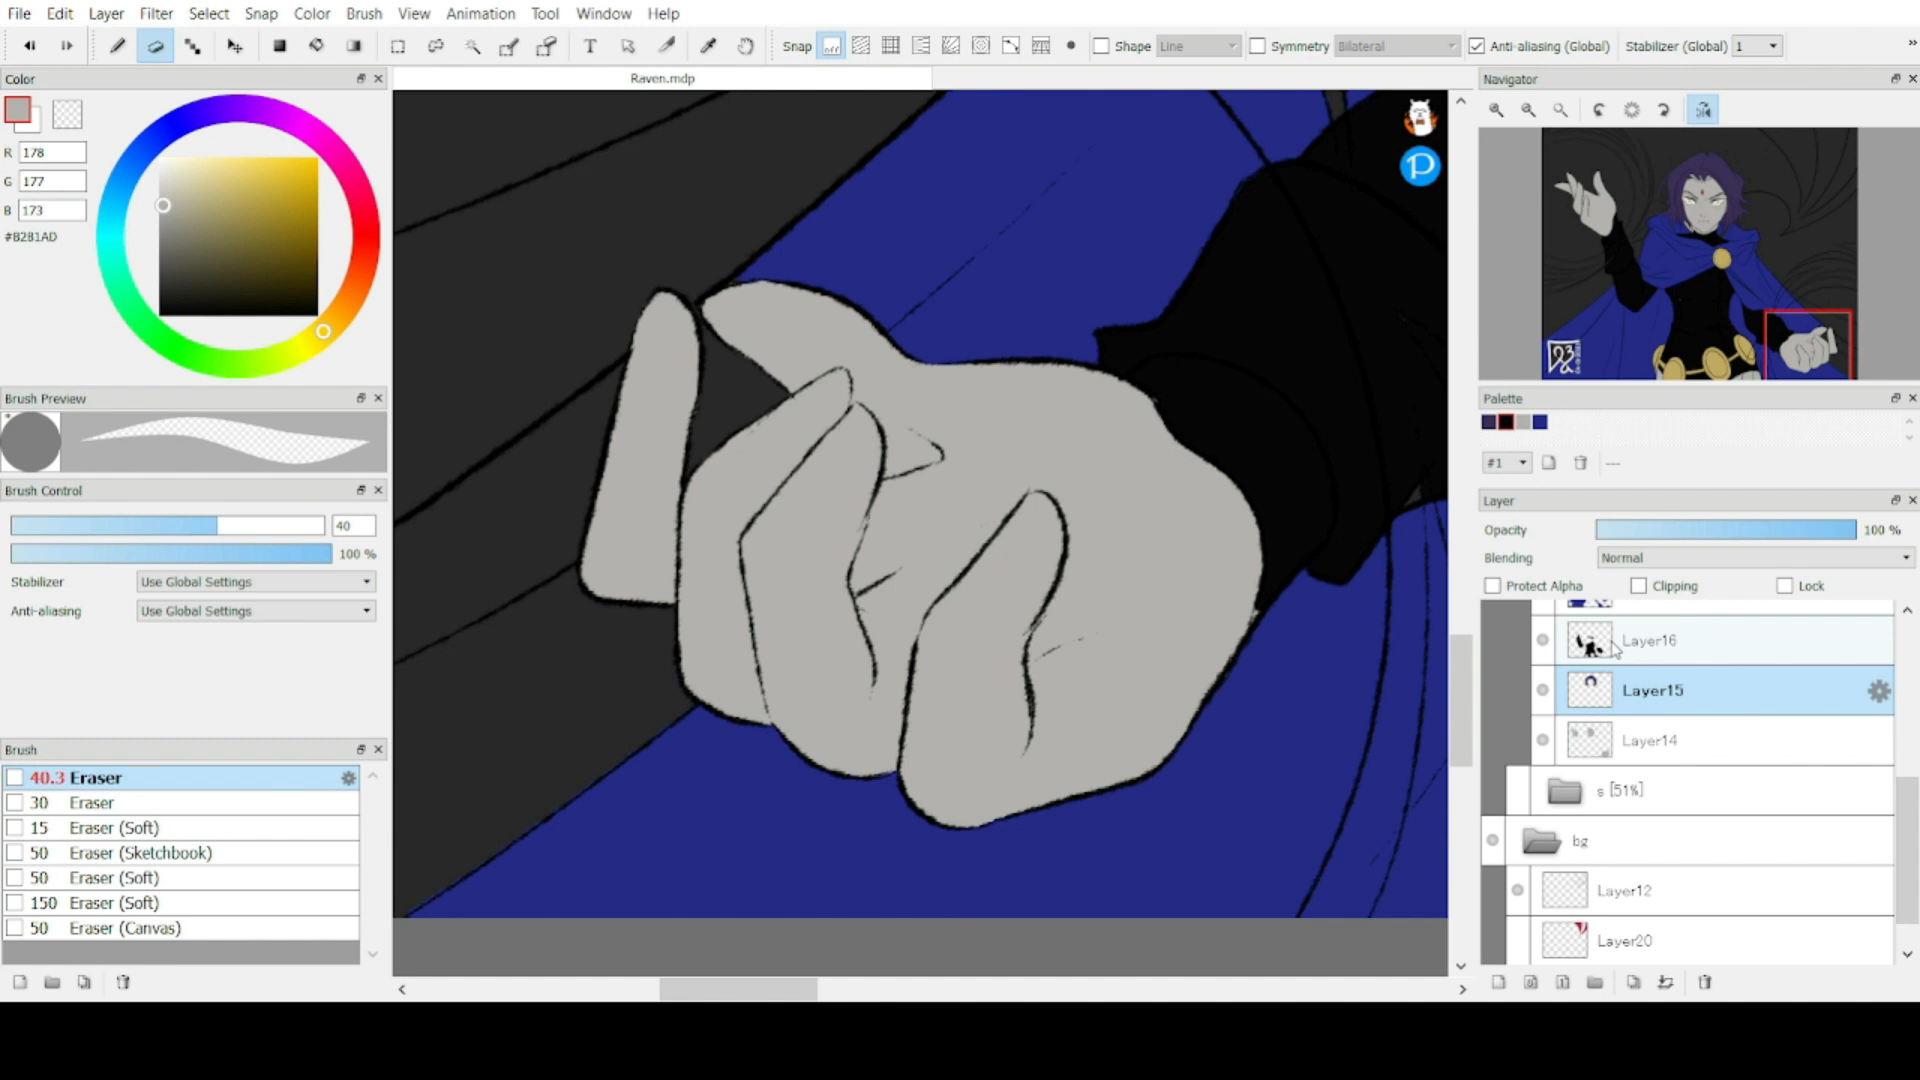 File Edit Layer Filter Select Snap Color Brush View Animation Tool Window Help
T Snap off Shape Line Symmetry Bilateral Anti-aliasing (Global) Stabilizer (Global) 1 »
Color
Raven.mdp
Navigator
R 178
G 177
B 173
#B2B1AD
Brush Preview
Brush Control
40
100 %
Stabilizer Use Global Settings
Anti-aliasing Use Global Settings
Brush
40.3 Eraser
30 Eraser
15 Eraser (Soft)
50 Eraser (Sketchbook)
50 Eraser (Soft)
150 Eraser (Soft)
50 Eraser (Canvas)
P
Palette
#1 ---
Layer
Opacity 100 %
Blending Normal
Protect Alpha Clipping Lock
Layer16
Layer15
Layer14
s [51%]
bg
Layer12
Layer20